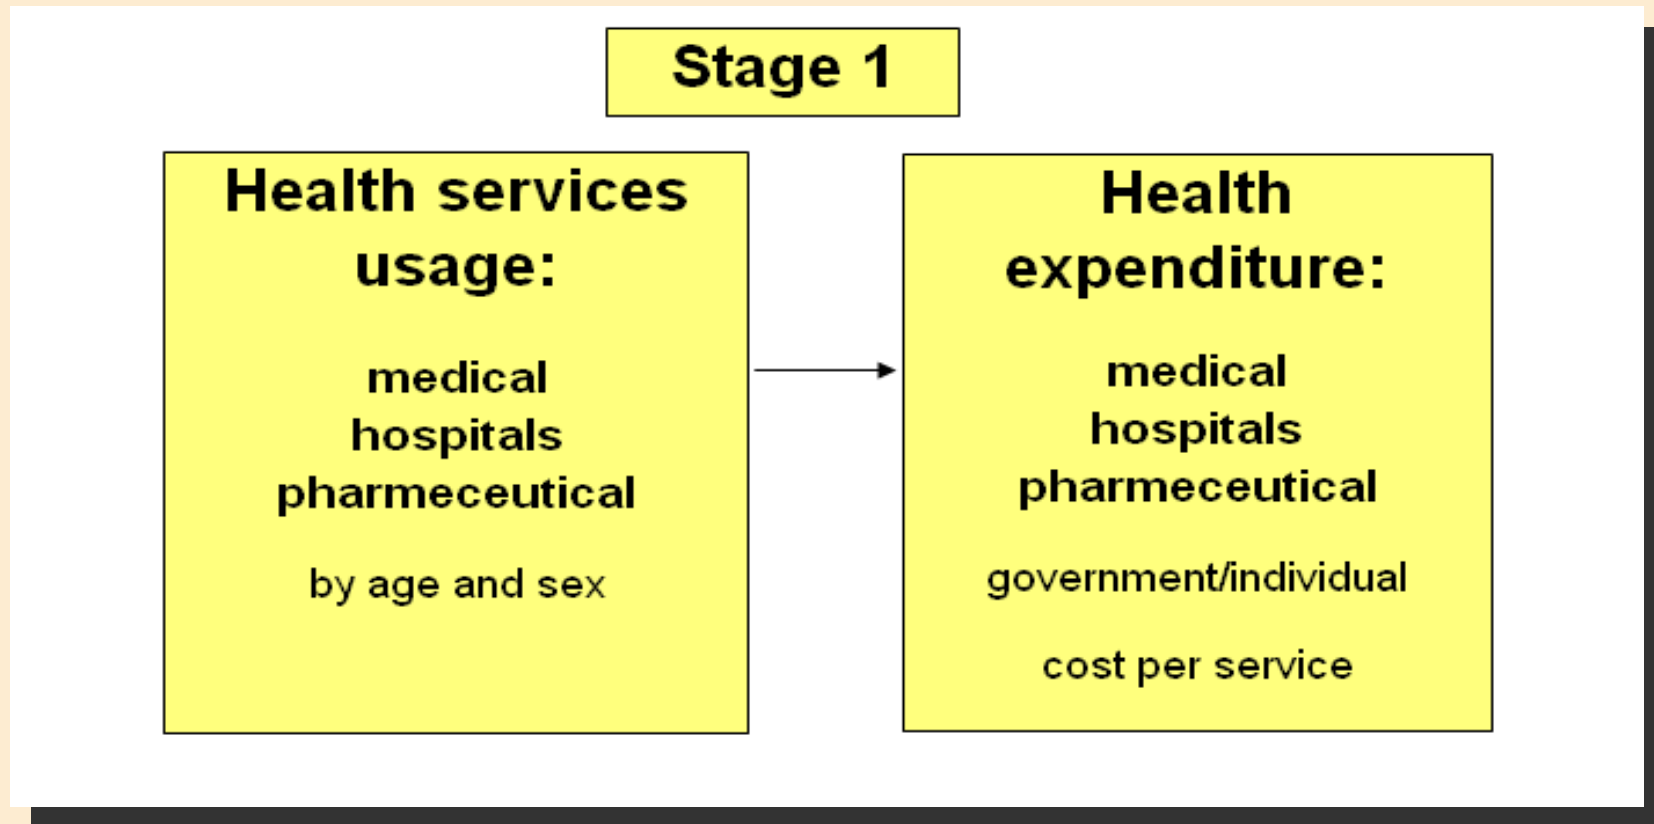 Stage 1
Health services
usage:
medical
hospitals
pharmeceutical
by age and sex
Health
expenditure:
medical
hospitals
pharmeceutical
government/individual
cost per service